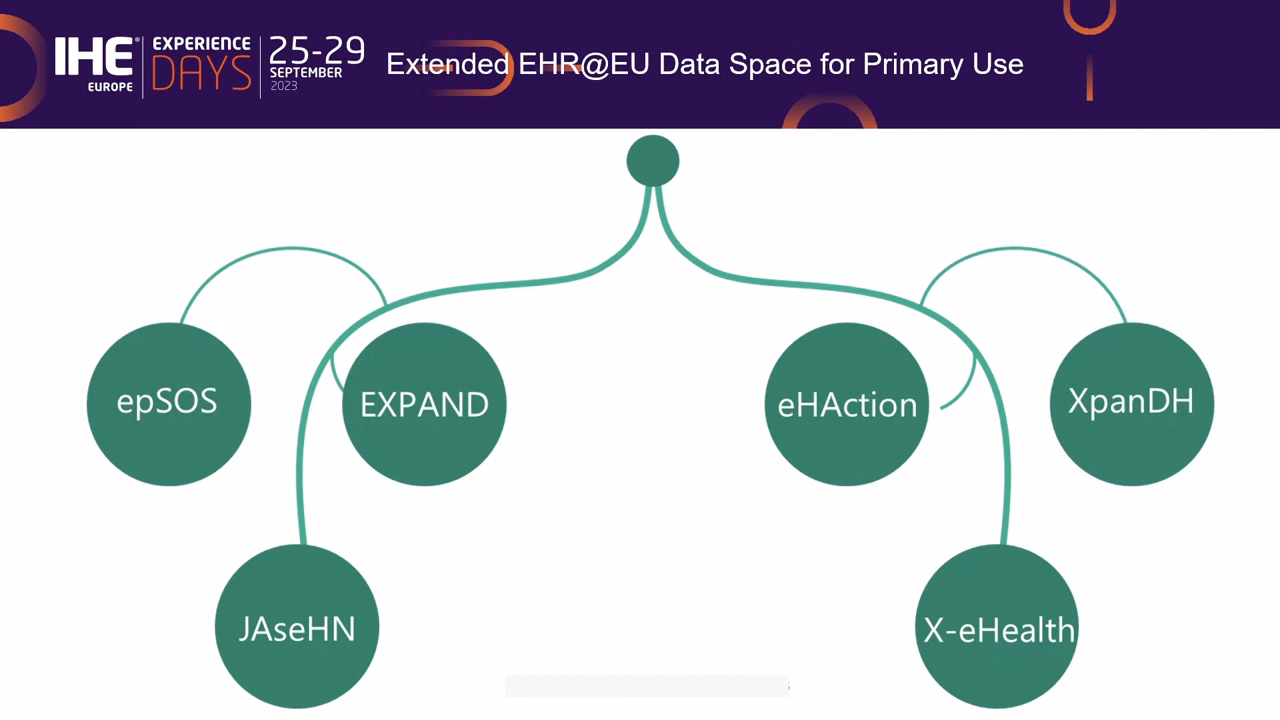 IHE® EUROPE
EXPERIENCE DAYS
25-29 SEPTEMBER 2023
Extended EHR@EU Data Space for Primary Use
epSOS
EXPAND
eHAction
XpanDH
JAseHN
X-eHealth